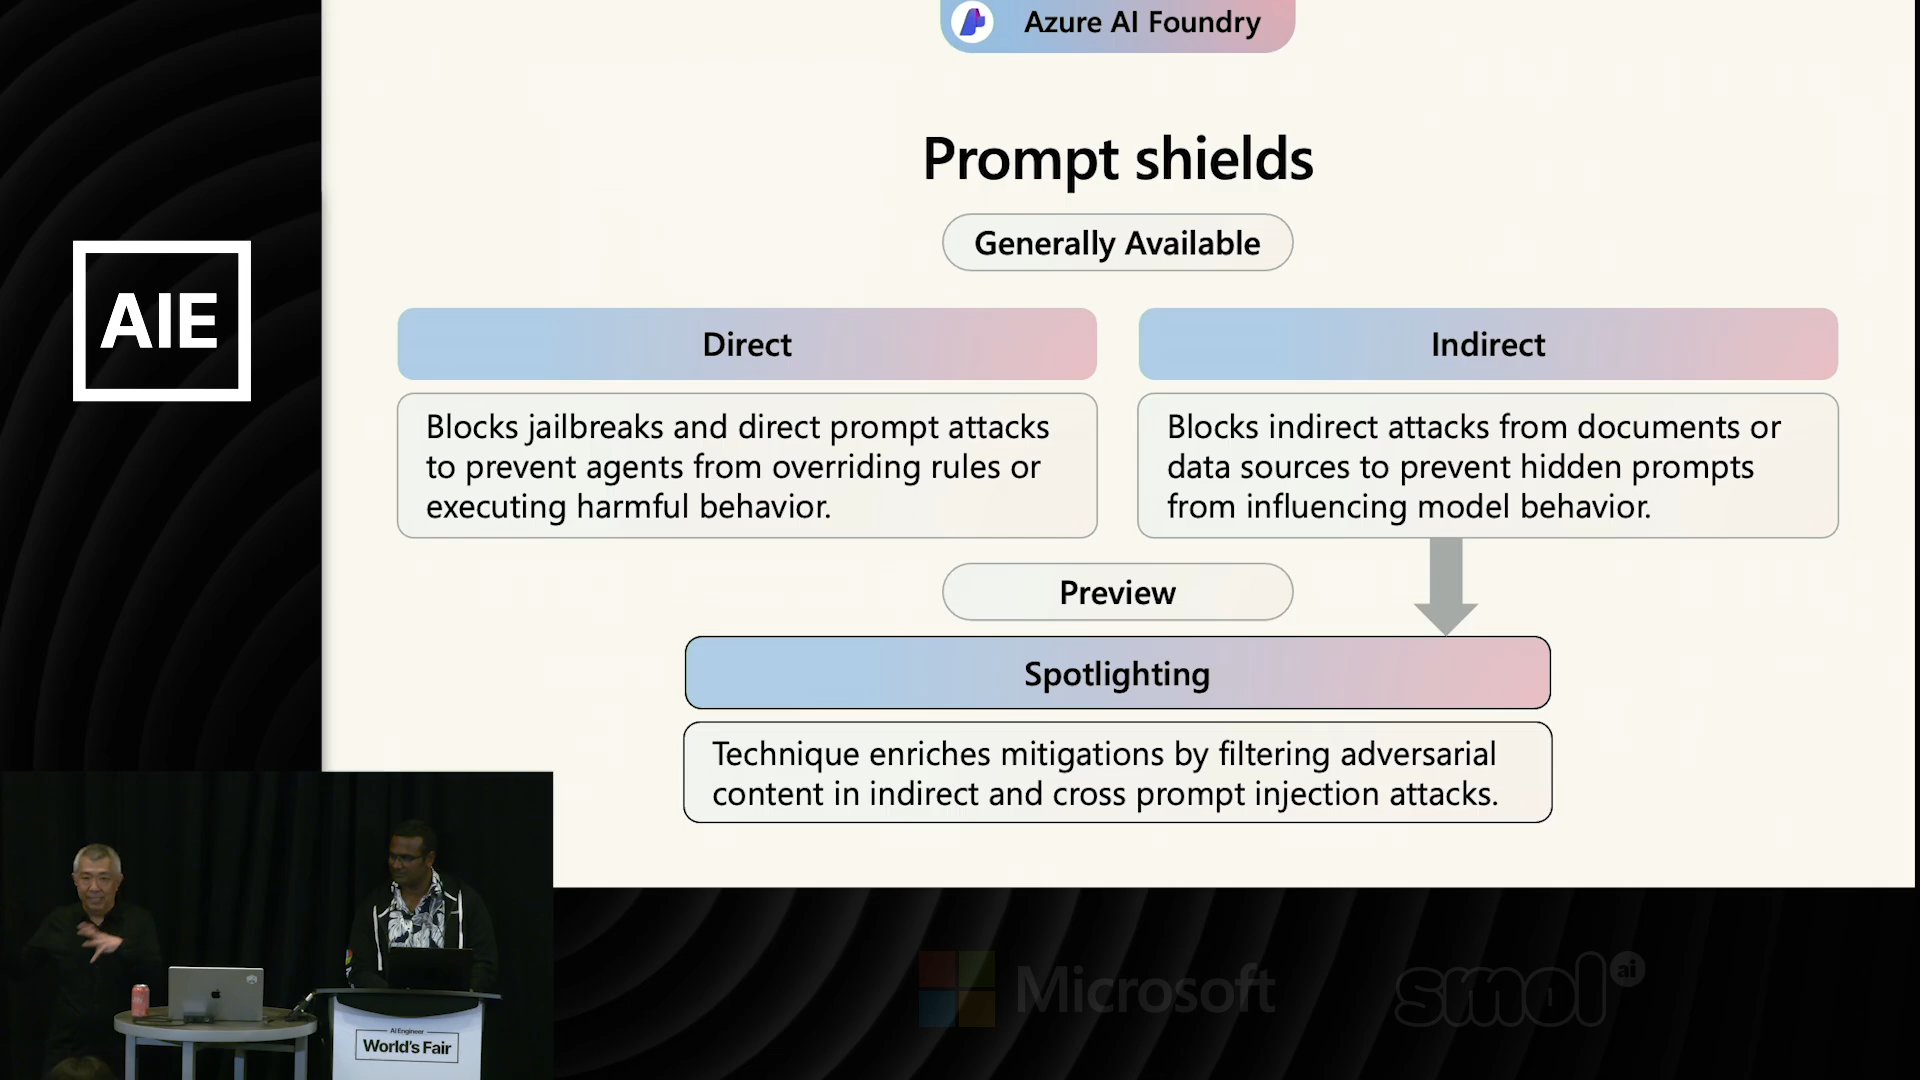 Azure AI Foundry
Prompt shields
Generally Available
Direct
Indirect
Blocks jailbreaks and direct prompt attacks
to prevent agents from overriding rules or
executing harmful behavior.
Blocks indirect attacks from documents or
data sources to prevent hidden prompts
from influencing model behavior.
Preview
Spotlighting
Technique enriches mitigations by filtering adversarial
content in indirect and cross prompt injection attacks.
AIE
AI Engineer
World's Fair
Microsoft
smol ai